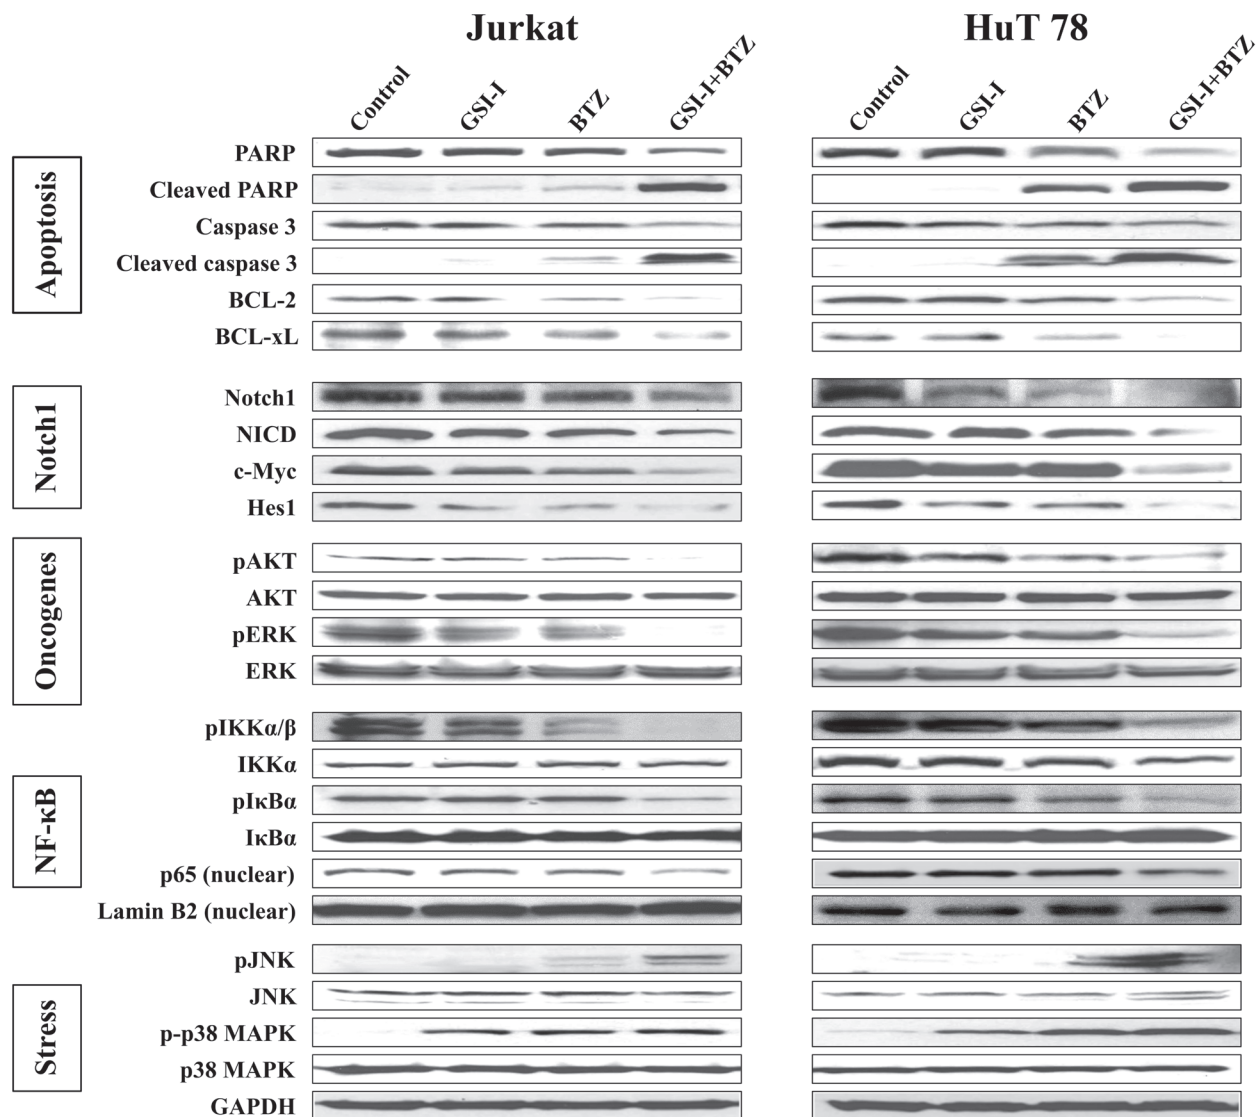 Jurkat HuT 78
Control GSI-I BTZ GSI-I+BTZ Control GSI-I BTZ GSI-I+BTZ
Apoptosis
PARP
Cleaved PARP
Caspase 3
Cleaved caspase 3
BCL-2
BCL-xL
Notch1
Notch1
NICD
c-Myc
Hes1
Oncogenes
pAKT
AKT
pERK
ERK
NF-κB
pIKKα/β
IKKα
pIκBα
IκBα
p65 (nuclear)
Lamin B2 (nuclear)
Stress
pJNK
JNK
p-p38 MAPK
p38 MAPK
GAPDH